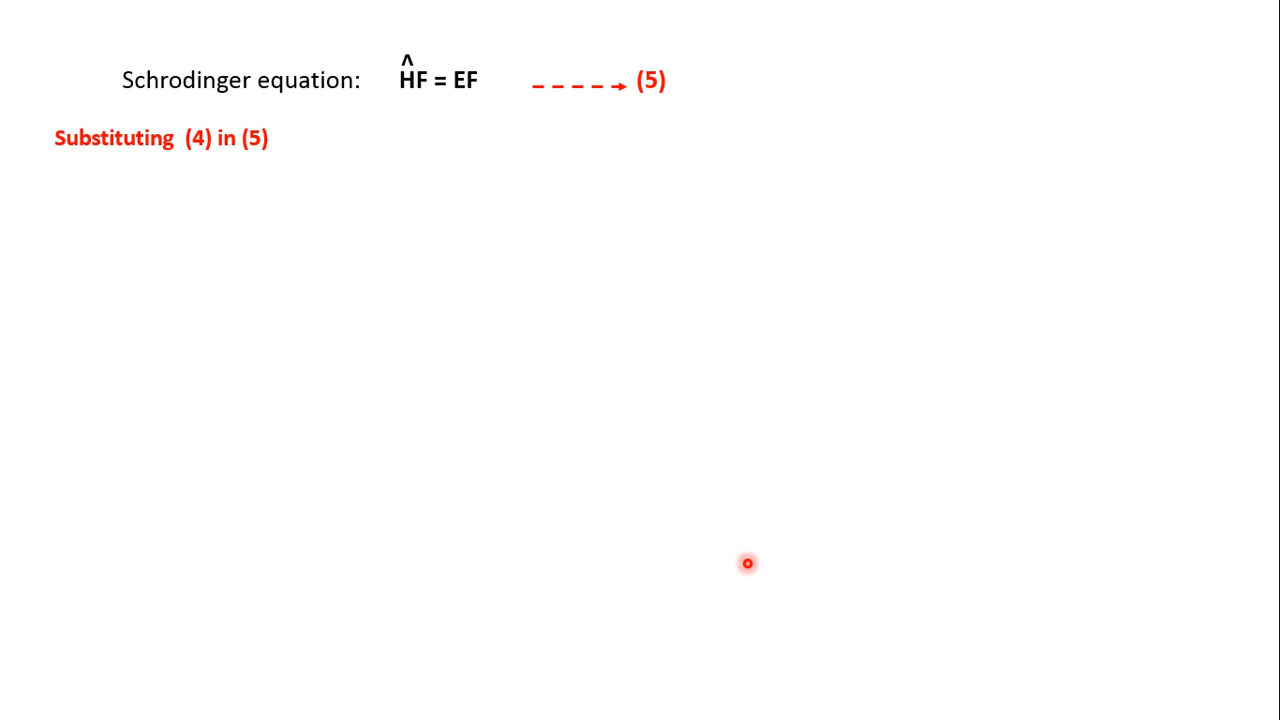 Schrodinger equation: ĤF = EF -----→ (5)
Substituting (4) in (5)